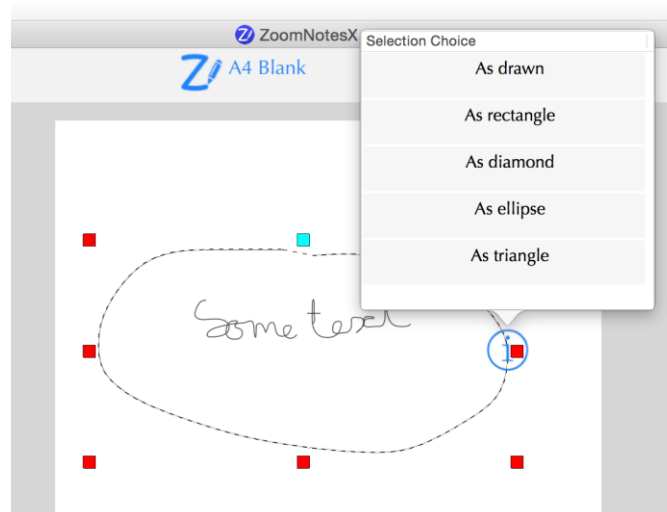 ZoomNotesX
Selection Choice
A4 Blank
As drawn
As rectangle
As diamond
As ellipse
As triangle
Some text
i